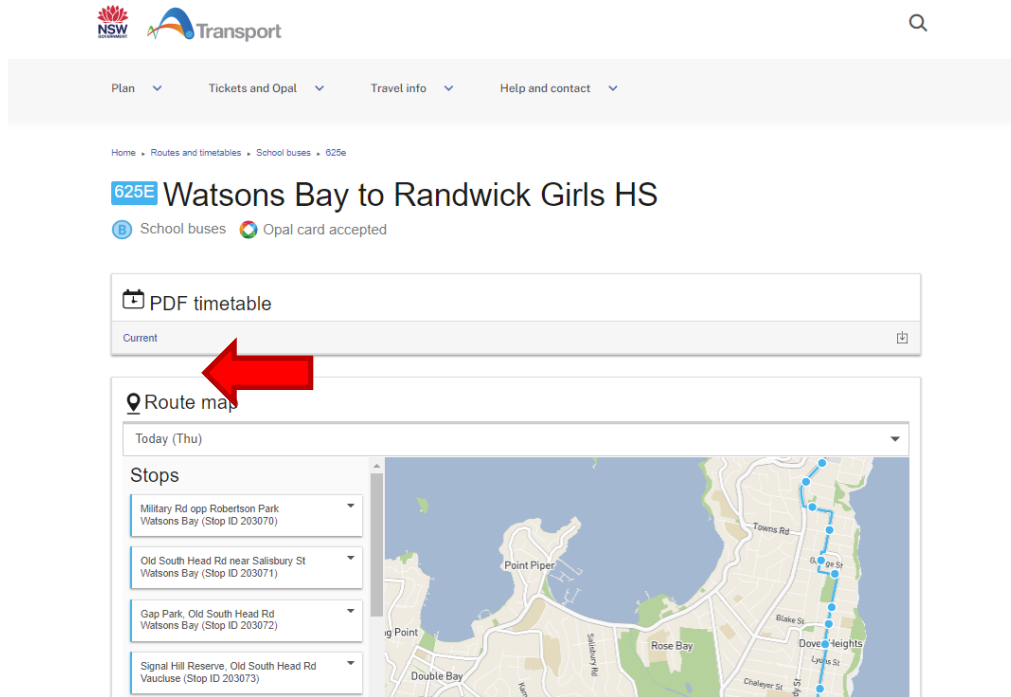 NSW
GOVERNMENT
Transport
Plan
Tickets and Opal
Travel info
Help and contact
Home ▸ Routes and timetables ▸ School buses ▸ 625e
625E Watsons Bay to Randwick Girls HS
B School buses Opal card accepted
PDF timetable
Current
Route map
Today (Thu)
Stops
Military Rd opp Robertson Park
Watsons Bay (Stop ID 203070)
Old South Head Rd near Salisbury St
Watsons Bay (Stop ID 203071)
Gap Park, Old South Head Rd
Watsons Bay (Stop ID 203072)
Signal Hill Reserve, Old South Head Rd
Vaucluse (Stop ID 203073)
Towns Rd
Point Piper
Blake St
Dover Heights
Rose Bay
Salisbury Rd
Lyons St
Double Bay
Chaleyer St